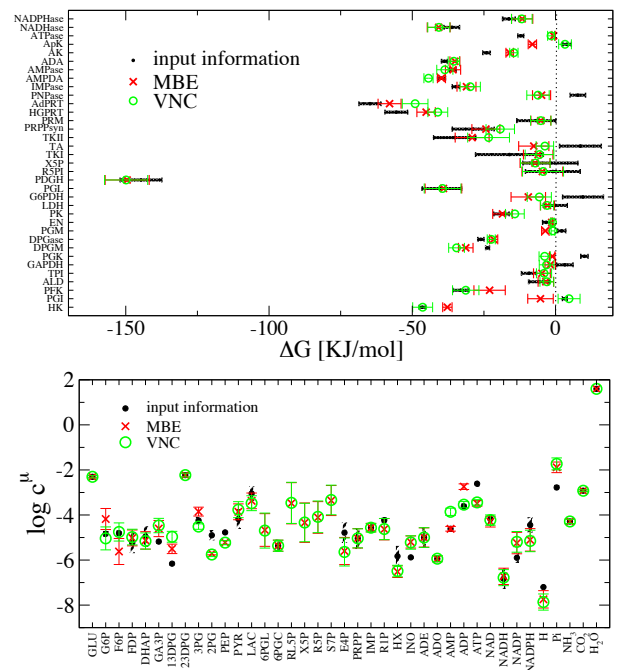 NADPHase
NADHase
ATPase
ApK
AK
ADA
AMPase
AMPDA
IMPase
PNPase
AdPRT
HGPRT
PRM
PRPPsyn
TKII
TA
TKI
X5P
R5PI
PDGH
PGL
G6PDH
LDH
PK
EN
PGM
DPGase
DPGM
PGK
GAPDH
TPI
ALD
PFK
PGI
HK
input information
MBE
VNC
-150
-100
-50
0
ΔG [KJ/mol]
2
0
-2
-4
-6
-8
log c^μ
input information
MBE
VNC
GLU
G6P
F6P
FDP
DHAP
GA3P
13DPG
23DPG
3PG
2PG
PEP
PYR
LAC
6PGL
6PGC
RL5P
X5P
R5P
S7P
E4P
PRPP
IMP
R1P
HX
INO
ADE
ADO
AMP
ADP
ATP
NAD
NADH
NADP
NADPH
H
Pi
NH_3
CO_2
H_2O